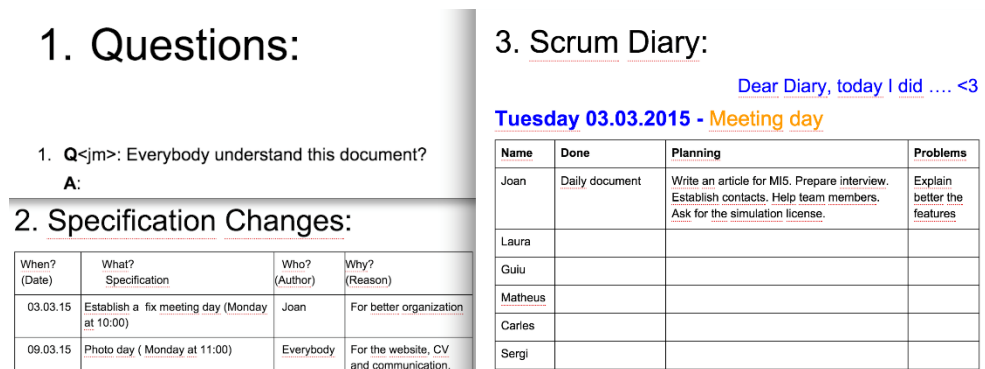 1. Questions:
1. Q<jm>: Everybody understand this document?
A:
2. Specification Changes:
When? What? Who? Why?
(Date) Specification (Author) (Reason)
03.03.15 Establish a fix meeting day (Monday Joan For better organization
at 10:00)
09.03.15 Photo day ( Monday at 11:00) Everybody For the website, CV
and communication.
3. Scrum Diary:
Dear Diary, today I did .... <3
Tuesday 03.03.2015 - Meeting day
Name Done Planning Problems
Joan Daily document Write an article for MI5. Prepare interview. Explain
Establish contacts. Help team members. better the
Ask for the simulation license. features
Laura
Guiu
Matheus
Carles
Sergi